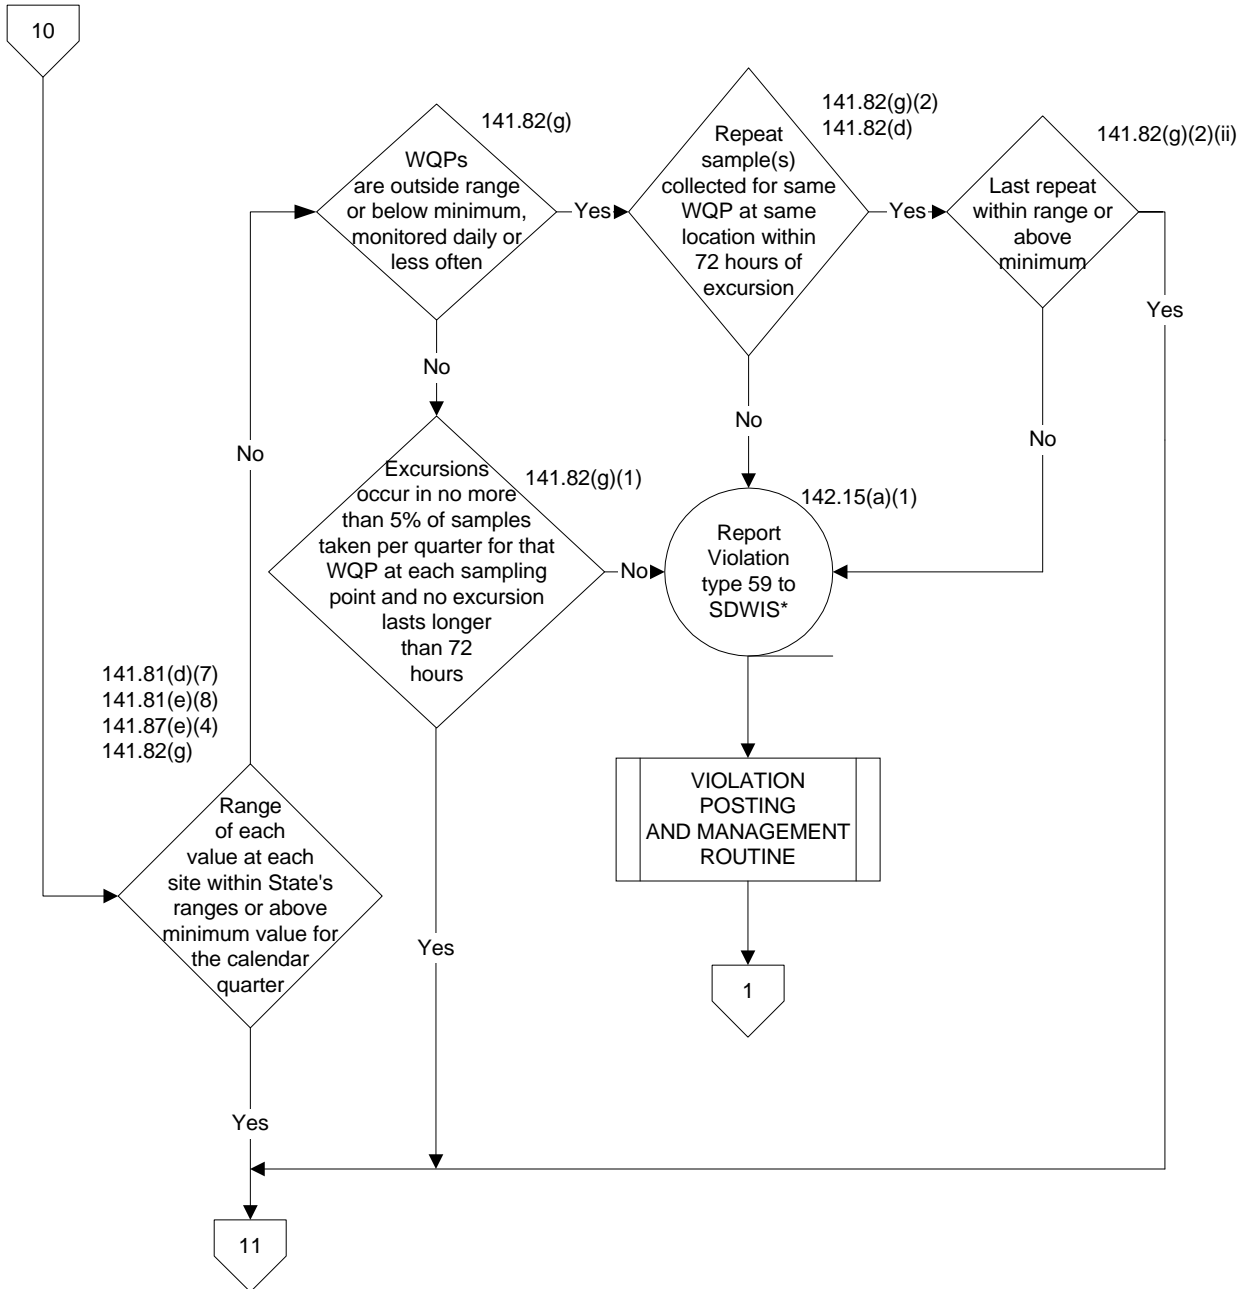 10
141.82(g)
WQPs
are outside range
or below minimum,
monitored daily or
less often
Yes
141.82(g)(2)
141.82(d)
Repeat
sample(s)
collected for same
WQP at same
location within
72 hours of
excursion
Yes
141.82(g)(2)(ii)
Last repeat
within range or
above
minimum
Yes
No
No
No
No
141.82(g)(1)
Excursions
occur in no more
than 5% of samples
taken per quarter for that
WQP at each sampling
point and no excursion
lasts longer
than 72
hours
No
142.15(a)(1)
Report
Violation
type 59 to
SDWIS*
141.81(d)(7)
141.81(e)(8)
141.87(e)(4)
141.82(g)
Range
of each
value at each
site within State's
ranges or above
minimum value for
the calendar
quarter
VIOLATION
POSTING
AND MANAGEMENT
ROUTINE
Yes
1
Yes
11